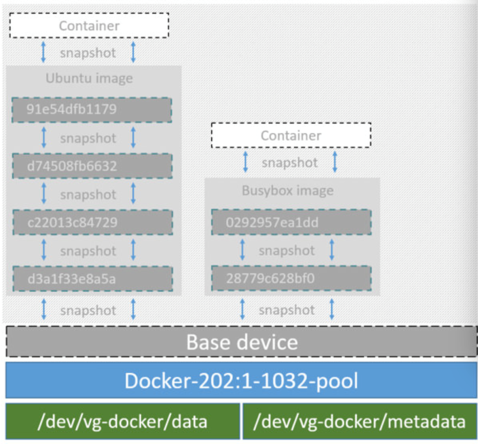 Container
snapshot
Ubuntu image
91e54dfb1179
snapshot
d74508fb6632
snapshot
c22013c84729
snapshot
d3a1f33e8a5a
snapshot
Container
snapshot
Busybox image
0292957ea1dd
snapshot
28779c628bf0
snapshot
Base device
Docker-202:1-1032-pool
/dev/vg-docker/data
/dev/vg-docker/metadata